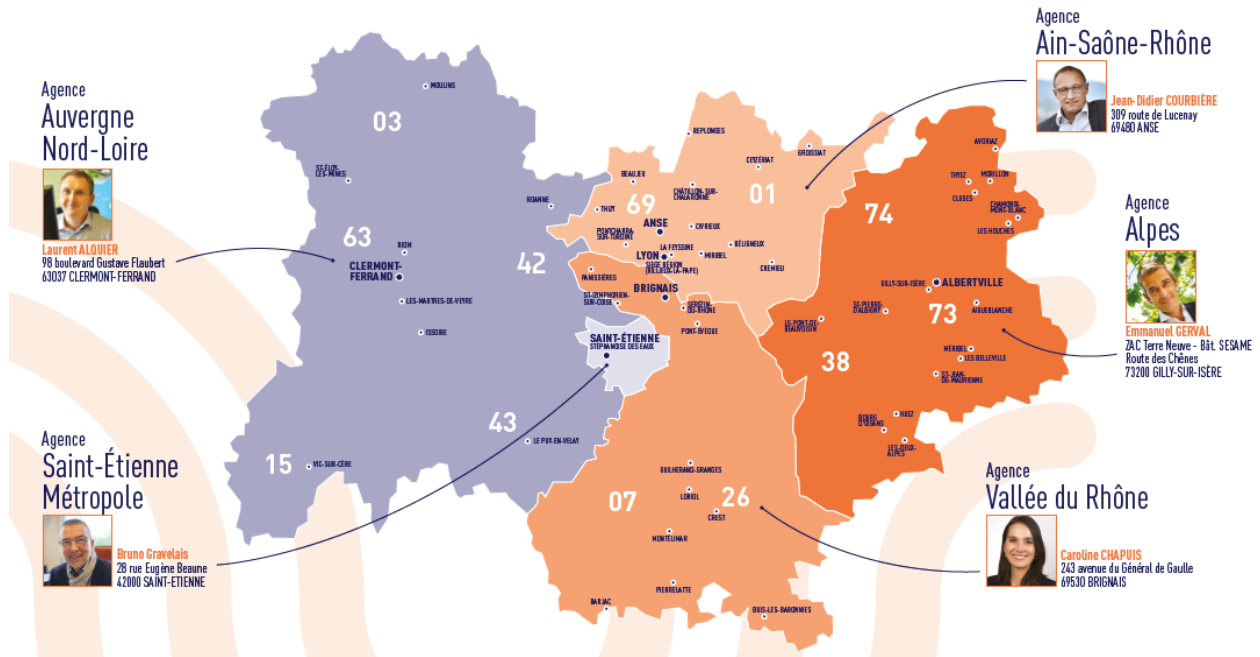 Agence
Auvergne
Nord-Loire
Laurent ALQUIER
98 boulevard Gustave Flaubert
63037 CLERMONT-FERRAND
Agence
Saint-Étienne
Métropole
Bruno Gravelais
28 rue Eugène Beaune
42000 SAINT-ETIENNE
Agence
Ain-Saône-Rhône
Jean-Didier COURBIÈRE
309 route de Lucenay
69480 ANSE
Agence
Alpes
Emmanuel GERVAL
ZAC Terre Neuve - Bât. SESAME
Route des Chênes
73200 GILLY-SUR-ISÈRE
Agence
Vallée du Rhône
Caroline CHAPUIS
243 avenue du Général de Gaulle
69530 BRIGNAIS
MOULINS
03
ST-ÉLOY-
LES-MINES
ROANNE
63
RIOM
CLERMONT-
FERRAND
42
LES-MARTRES-DE-VEYRE
ISSOIRE
43
LE PUY-EN-VELAY
15
VIC-SUR-CÈRE
SAINT-ÉTIENNE
STÉPHANOISE DES EAUX
REPLONGES
GROISSIAT
CEYZÉRIAT
BEAUJEU
CHÂTILLON-SUR-
CHALARONNE
01
69
THIZY
ANSE
CIVRIEUX
PONTCHARRA-
SUR-TURDINE
LA FEYSSINE
BÉLIGNEUX
LYON
MIRIBEL
SIÈGE RÉGION
(RILLIEUX-LA-PAPE)
CRÉMIEU
PANISSIÈRES
BRIGNAIS
ST-SYMPHORIEN-
SUR-COISE
SEREZIN-
DU-RHÔNE
PONT-ÉVÊQUE
AVORIAZ
THYEZ
MORILLON
CLUSES
74
CHAMONIX-
MONT-BLANC
LES HOUCHES
GILLY-SUR-ISÈRE
ALBERTVILLE
ST-PIERRE-
D'ALBIGNY
73
AIGUEBLANCHE
LE-PONT-DE-
BEAUVOISIN
38
MÉRIBEL
LES BELLEVILLE
ST-JEAN-
DE-MAURIENNE
HUEZ
BOURG
D'OISANS
LES-DEUX-
ALPES
GUILHERAND-GRANGES
07
LORIOL
26
CREST
MONTÉLIMAR
PIERRELATTE
BARJAC
BUIS-LES-BARONNIES